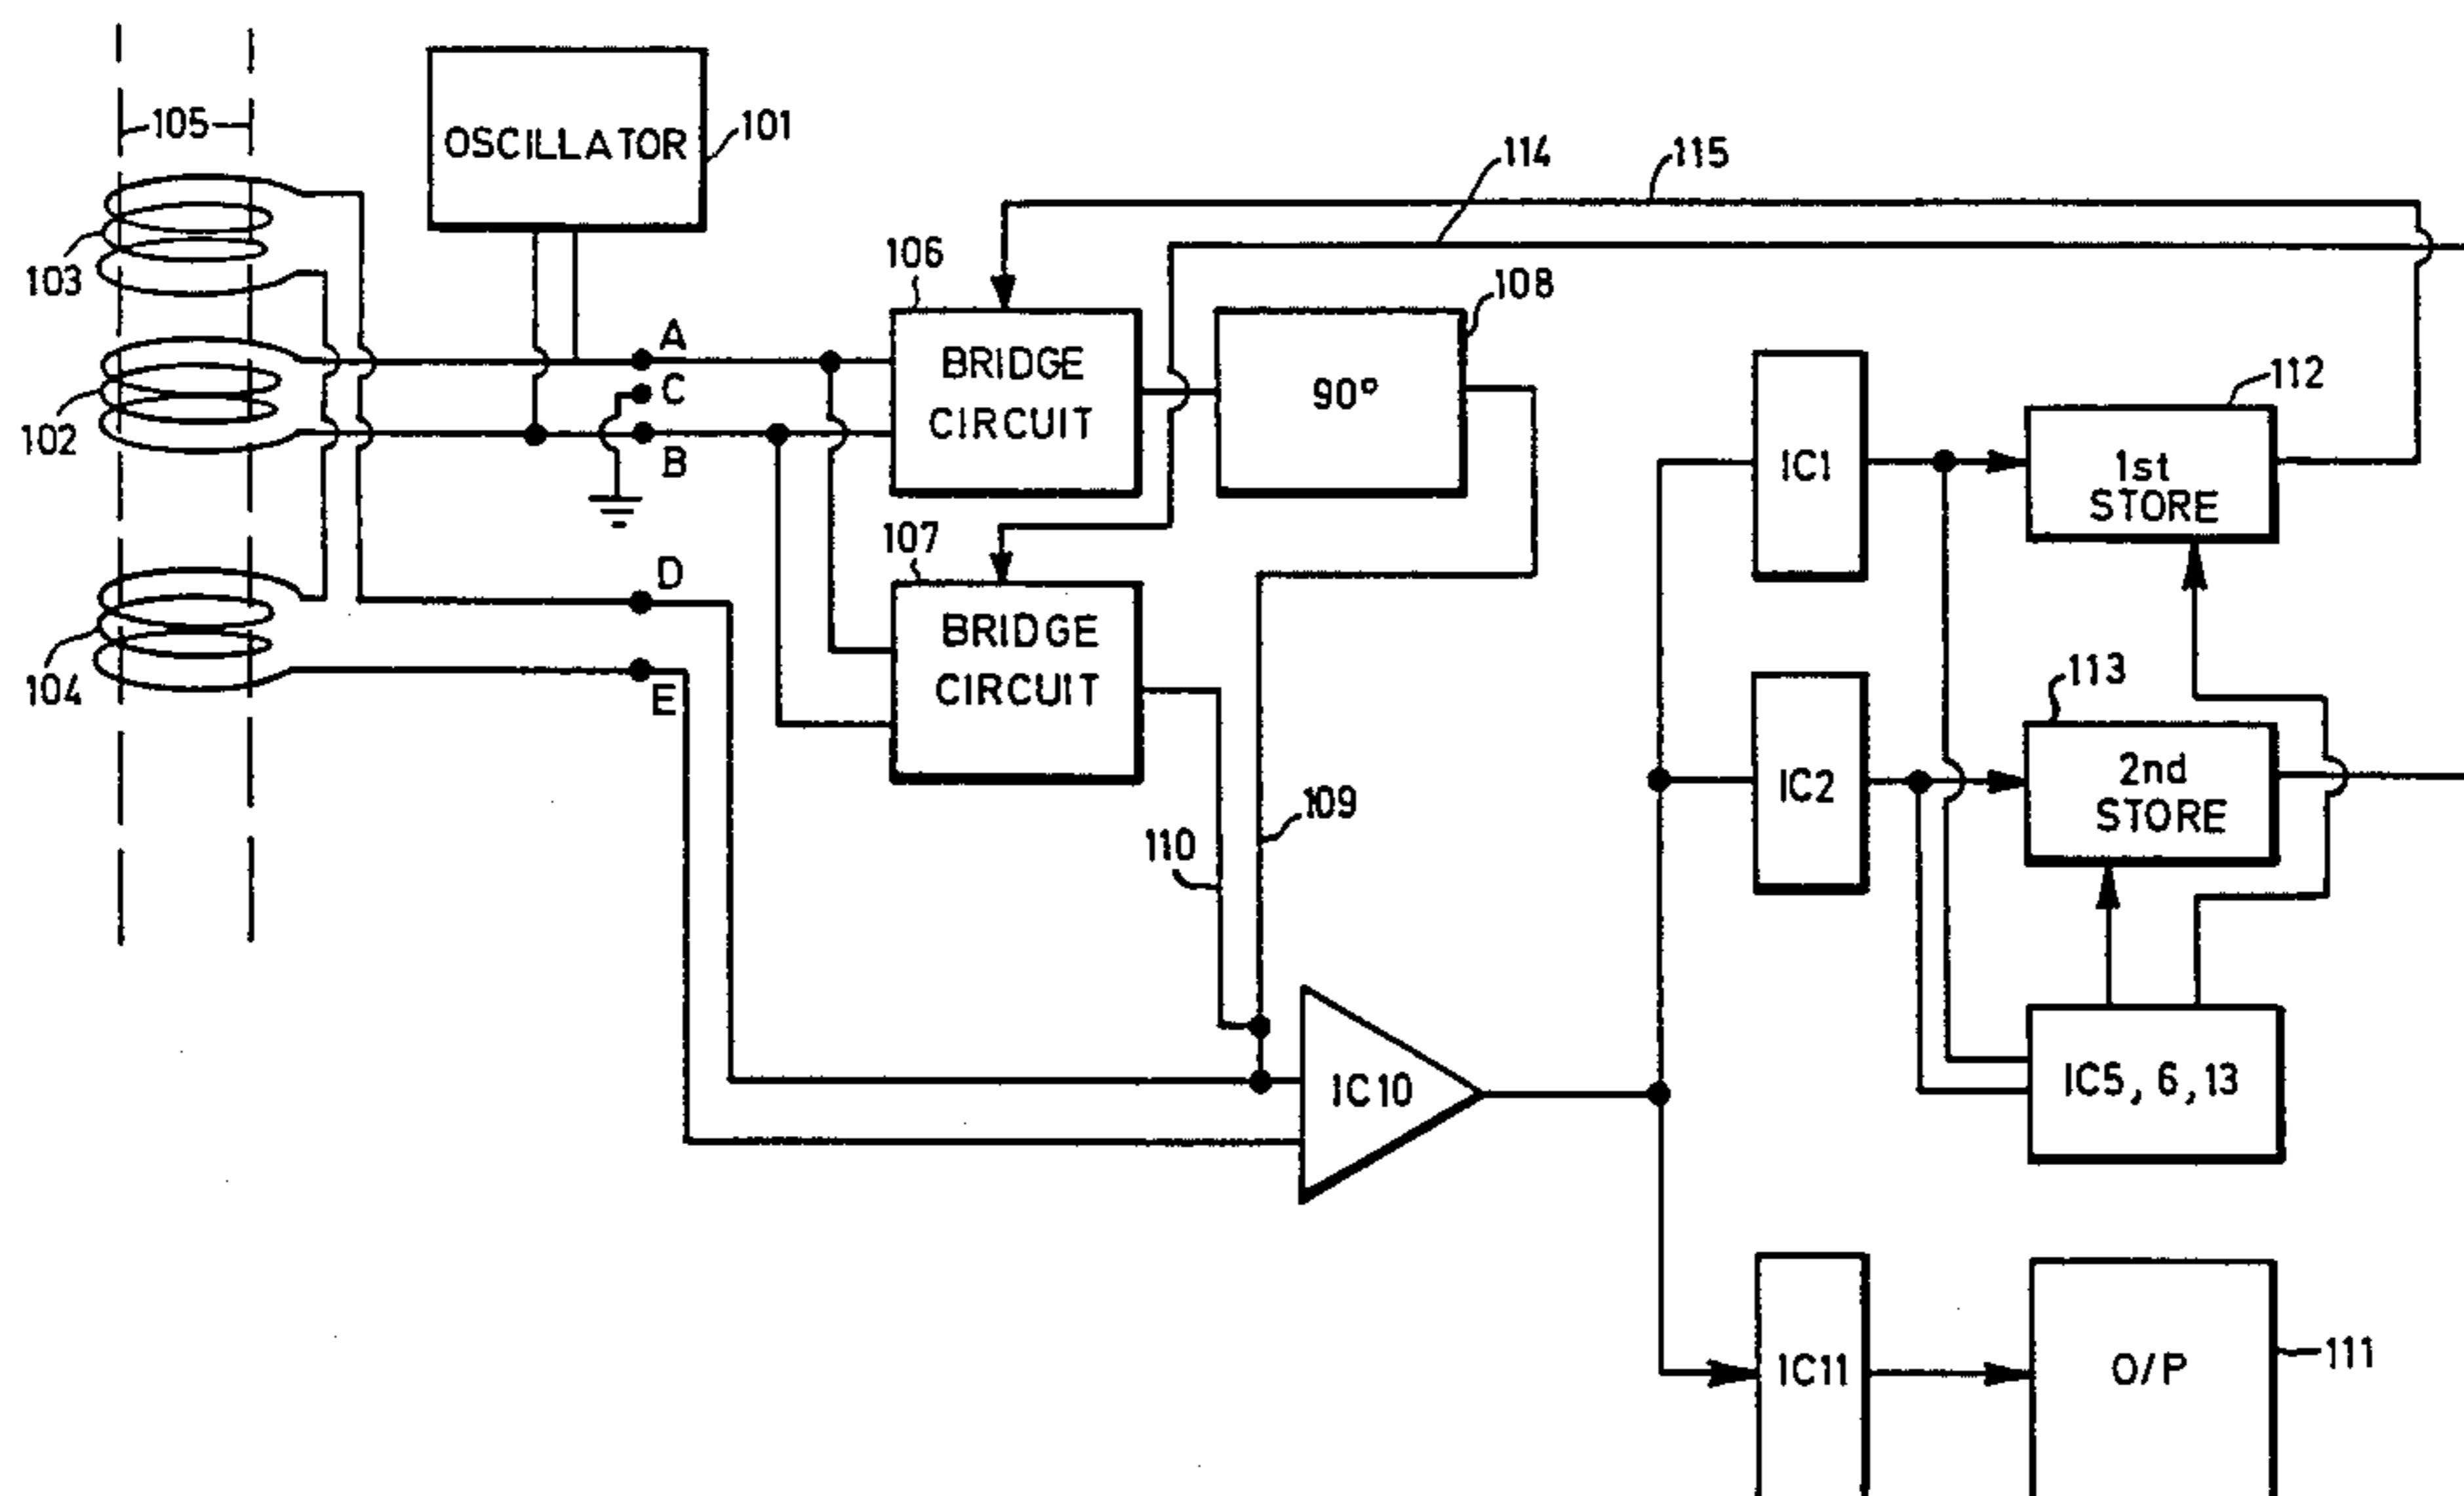 105
OSCILLATOR
101
114
115
103
106
108
A
C
B
BRIDGE
CIRCUIT
90°
102
IC1
112
1st
STORE
107
D
BRIDGE
CIRCUIT
104
E
113
IC2
2nd
STORE
110
109
IC10
IC5, 6, 13
IC11
O/P
111